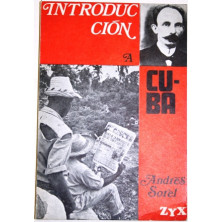 INTRODUC
CIÓN
A
CU-
BA
Andrés
Sorel
ZYX